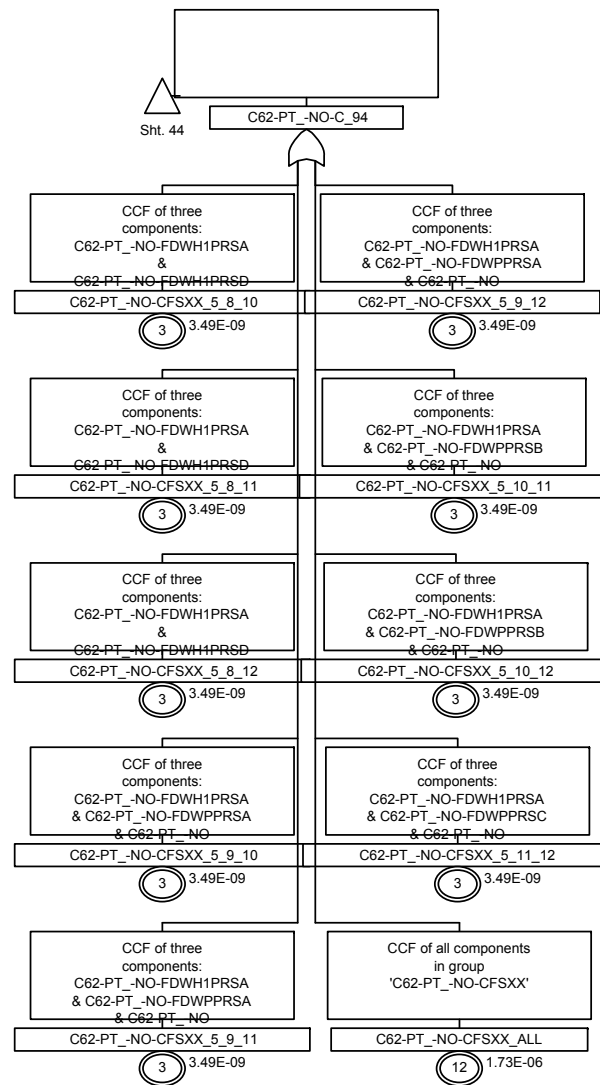 Sht. 44
C62-PT_-NO-C_94
CCF of three
components:
C62-PT_-NO-FDWH1PRSA
&
C62-PT_-NO-FDWH1PRSD
C62-PT_-NO-CFSXX_5_8_10
3
3.49E-09
CCF of three
components:
C62-PT_-NO-FDWH1PRSA
& C62-PT_-NO-FDWPPRSA
& C62-PT_-NO
C62-PT_-NO-CFSXX_5_9_12
3
3.49E-09
CCF of three
components:
C62-PT_-NO-FDWH1PRSA
&
C62-PT_-NO-FDWH1PRSD
C62-PT_-NO-CFSXX_5_8_11
3
3.49E-09
CCF of three
components:
C62-PT_-NO-FDWH1PRSA
& C62-PT_-NO-FDWPPRSB
& C62-PT_-NO
C62-PT_-NO-CFSXX_5_10_11
3
3.49E-09
CCF of three
components:
C62-PT_-NO-FDWH1PRSA
&
C62-PT_-NO-FDWH1PRSD
C62-PT_-NO-CFSXX_5_8_12
3
3.49E-09
CCF of three
components:
C62-PT_-NO-FDWH1PRSA
& C62-PT_-NO-FDWPPRSB
& C62-PT_-NO
C62-PT_-NO-CFSXX_5_10_12
3
3.49E-09
CCF of three
components:
C62-PT_-NO-FDWH1PRSA
& C62-PT_-NO-FDWPPRSA
& C62-PT_-NO
C62-PT_-NO-CFSXX_5_9_10
3
3.49E-09
CCF of three
components:
C62-PT_-NO-FDWH1PRSA
& C62-PT_-NO-FDWPPRSC
& C62-PT_-NO
C62-PT_-NO-CFSXX_5_11_12
3
3.49E-09
CCF of three
components:
C62-PT_-NO-FDWH1PRSA
& C62-PT_-NO-FDWPPRSA
& C62-PT_-NO
C62-PT_-NO-CFSXX_5_9_11
3
3.49E-09
CCF of all components
in group
'C62-PT_-NO-CFSXX'
C62-PT_-NO-CFSXX_ALL
12
1.73E-06